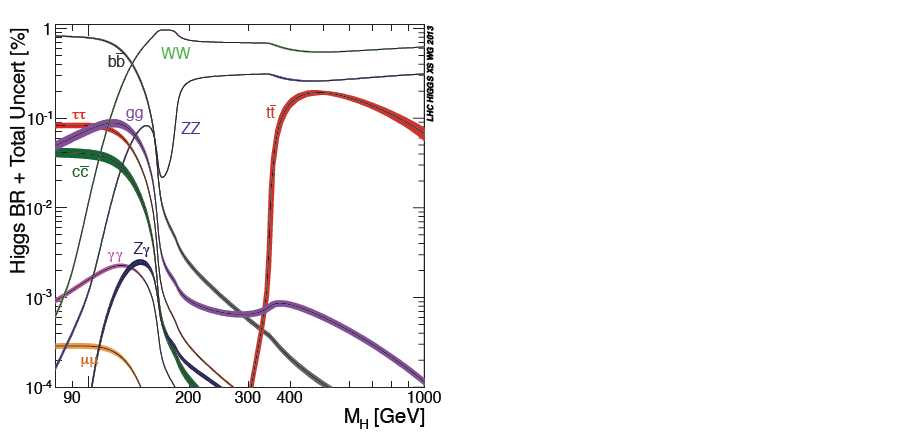 Higgs BR + Total Uncert [%]
1
10-1
10-2
10-3
10-4
LHC HIGGS XS WG 2013
bb̅
WW
ττ
gg
ZZ
tt̅
cc̅
γγ
Zγ
μμ
90
200
300
400
1000
MH [GeV]